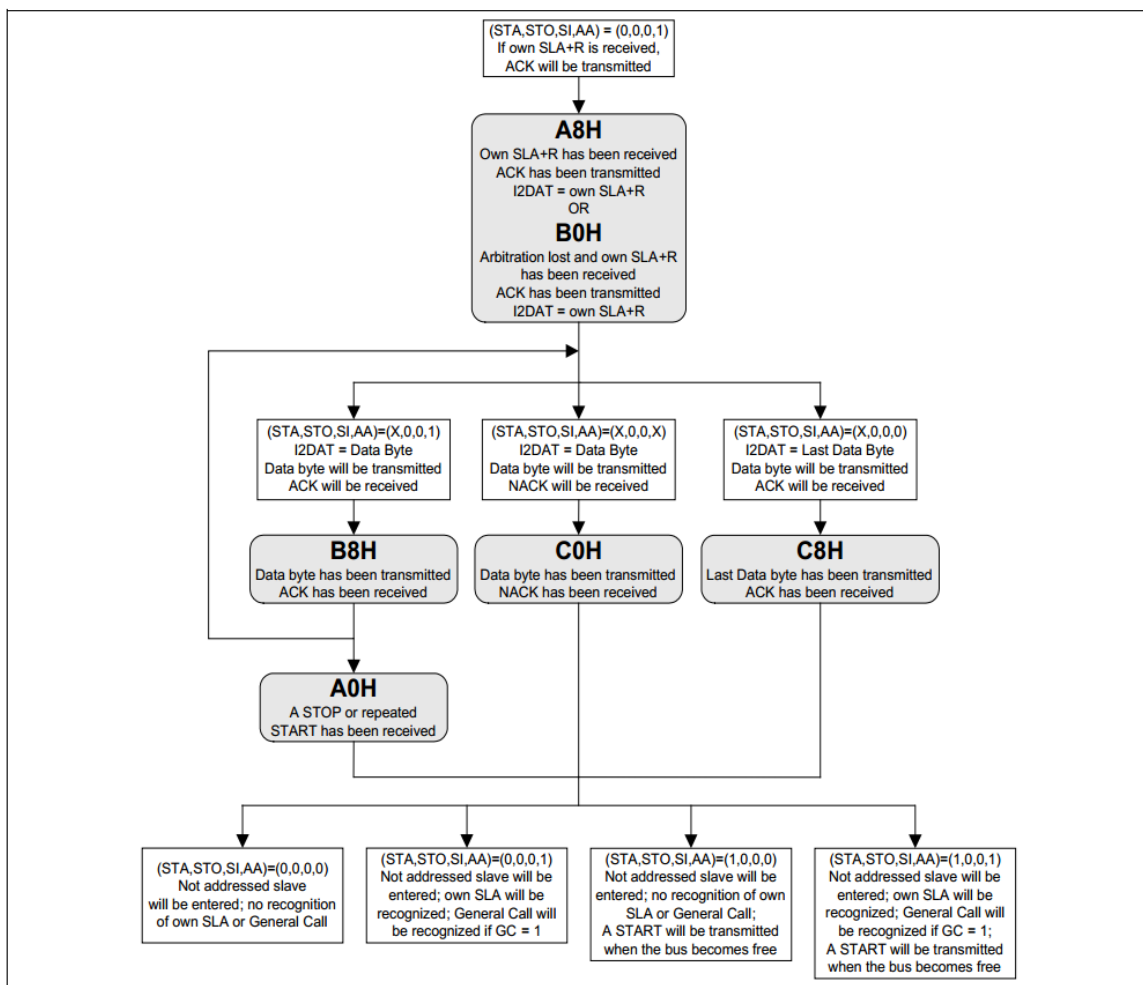 (STA,STO,SI,AA) = (0,0,0,1)
If own SLA+R is received,
ACK will be transmitted
A8H
Own SLA+R has been received
ACK has been transmitted
I2DAT = own SLA+R
OR
B0H
Arbitration lost and own SLA+R
has been received
ACK has been transmitted
I2DAT = own SLA+R
(STA,STO,SI,AA)=(X,0,0,1)
I2DAT = Data Byte
Data byte will be transmitted
ACK will be received
(STA,STO,SI,AA)=(X,0,0,X)
I2DAT = Data Byte
Data byte will be transmitted
NACK will be received
(STA,STO,SI,AA)=(X,0,0,0)
I2DAT = Last Data Byte
Data byte will be transmitted
ACK will be received
B8H
Data byte has been transmitted
ACK has been received
C0H
Data byte has been transmitted
NACK has been received
C8H
Last Data byte has been transmitted
ACK has been received
A0H
A STOP or repeated
START has been received
(STA,STO,SI,AA)=(0,0,0,0)
Not addressed slave
will be entered; no recognition
of own SLA or General Call
(STA,STO,SI,AA)=(0,0,0,1)
Not addressed slave will be
entered; own SLA will be
recognized; General Call will
be recognized if GC = 1
(STA,STO,SI,AA)=(1,0,0,0)
Not addressed slave will be
entered; no recognition of own
SLA or General Call;
A START will be transmitted
when the bus becomes free
(STA,STO,SI,AA)=(1,0,0,1)
Not addressed slave will be
entered; own SLA will be
recognized; General Call will
be recognized if GC = 1;
A START will be transmitted
when the bus becomes free